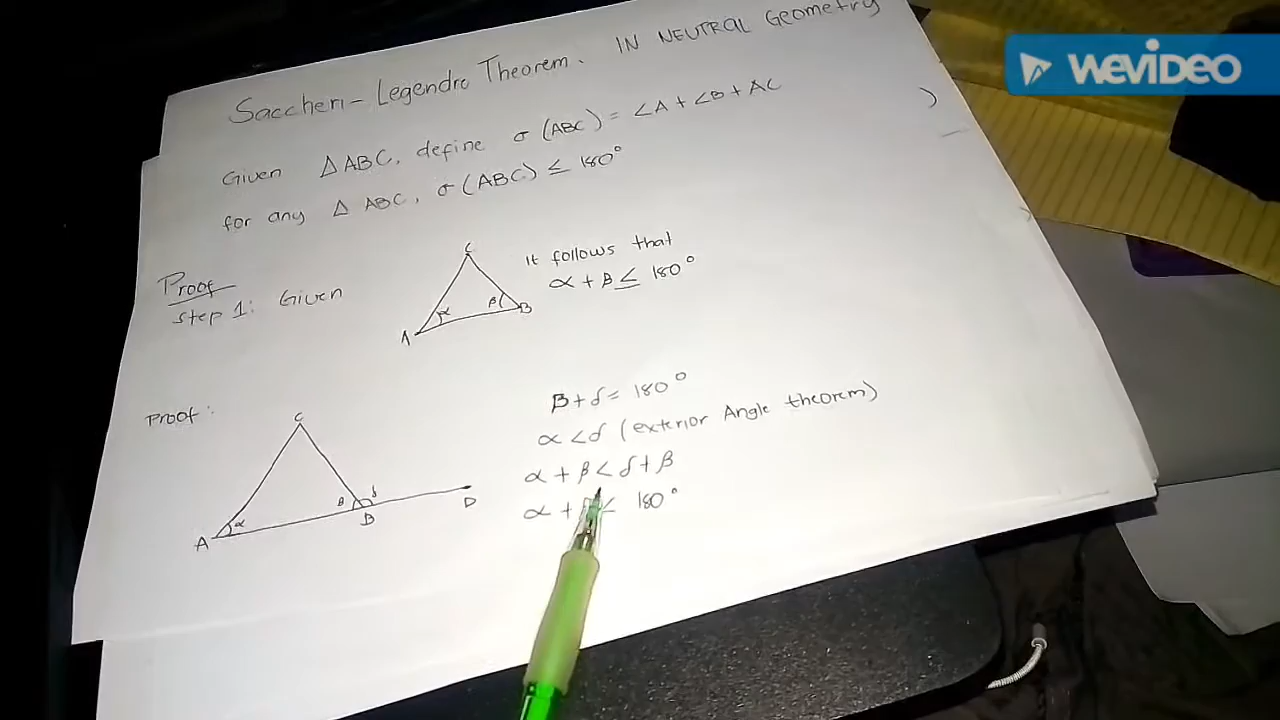 Saccheri-Legendre Theorem. IN NEUTRAL Geometry
Given △ABC, define σ(ABC) = ∠A + ∠B + ∠C
for any △ ABC, σ(ABC) ≤ 180°
Proof
Step 1: Given
C
A
α
β
B
It follows that
α + β ≤ 180°
Proof:
C
A
α
β
δ
B
D
β + δ = 180°
α < δ (exterior Angle theorem)
α + β < δ + β
α + β < 180°
WEVIDEO